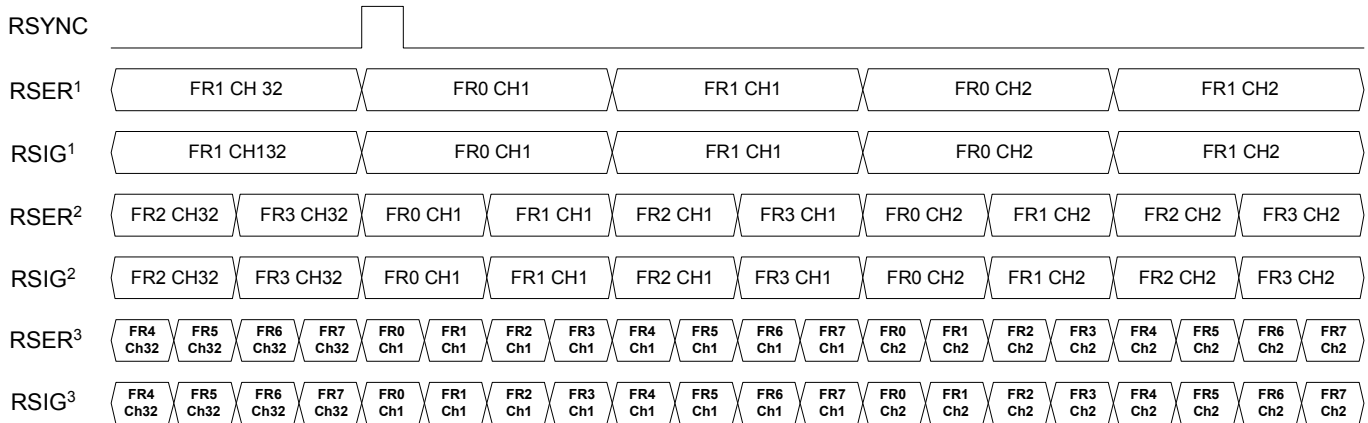 RSYNC
RSER1 FR1 CH 32 FR0 CH1 FR1 CH1 FR0 CH2 FR1 CH2
RSIG1 FR1 CH132 FR0 CH1 FR1 CH1 FR0 CH2 FR1 CH2
RSER2 FR2 CH32 FR3 CH32 FR0 CH1 FR1 CH1 FR2 CH1 FR3 CH1 FR0 CH2 FR1 CH2 FR2 CH2 FR3 CH2
RSIG2 FR2 CH32 FR3 CH32 FR0 CH1 FR1 CH1 FR2 CH1 FR3 CH1 FR0 CH2 FR1 CH2 FR2 CH2 FR3 CH2
FR4 FR5 FR6 FR7 FR0 FR1 FR2 FR3 FR4 FR5 FR6 FR7 FR0 FR1 FR2 FR3 FR4 FR5 FR6 FR7
RSER3 Ch32 Ch32 Ch32 Ch32 Ch1 Ch1 Ch1 Ch1 Ch1 Ch1 Ch1 Ch1 Ch2 Ch2 Ch2 Ch2 Ch2 Ch2 Ch2 Ch2
FR4 FR5 FR6 FR7 FR0 FR1 FR2 FR3 FR4 FR5 FR6 FR7 FR0 FR1 FR2 FR3 FR4 FR5 FR6 FR7
RSIG3 Ch32 Ch32 Ch32 Ch32 Ch1 Ch1 Ch1 Ch1 Ch1 Ch1 Ch1 Ch1 Ch2 Ch2 Ch2 Ch2 Ch2 Ch2 Ch2 Ch2